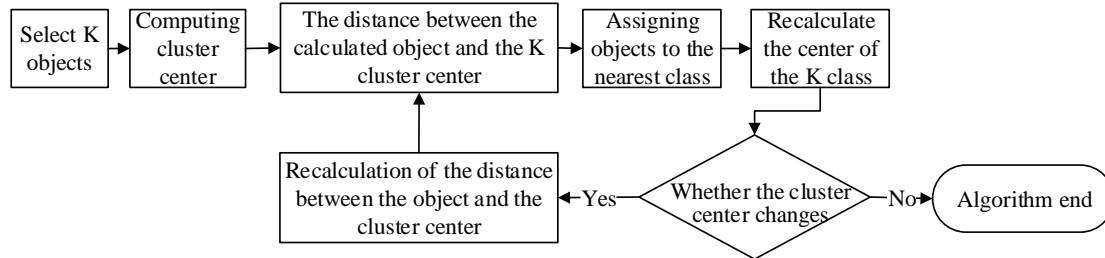 Select K
objects
Computing
cluster
center
The distance between the
calculated object and the K
cluster center
Assigning
objects to the
nearest class
Recalculate
the center of
the K class
Whether the cluster
center changes
Yes
No
Recalculation of the distance
between the object and the
cluster center
Algorithm end